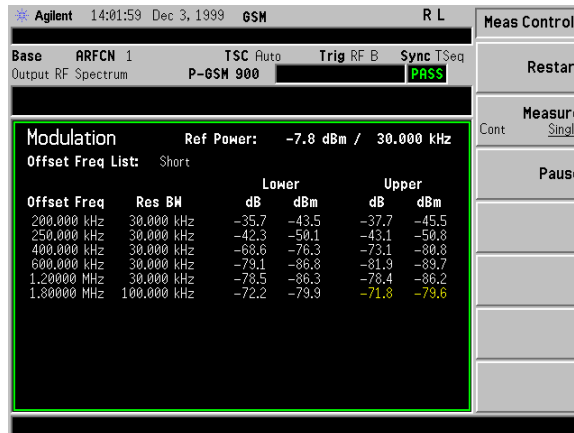 Agilent 14:01:59 Dec 3, 1999 GSM R L
Meas Control
Base ARFCN 1 TSC Auto Trig RF B Sync TSeq
Output RF Spectrum P-GSM 900 PASS
Restar
Measure
Cont Singl
Pause
Modulation Ref Power: -7.8 dBm / 30.000 kHz
Offset Freq List: Short
Lower Upper
Offset Freq Res BW dB dBm dB dBm
200.000 kHz 30.000 kHz -35.7 -43.5 -37.7 -45.5
250.000 kHz 30.000 kHz -42.3 -50.1 -43.1 -50.8
400.000 kHz 30.000 kHz -68.6 -76.3 -73.1 -80.8
600.000 kHz 30.000 kHz -79.1 -86.8 -81.9 -89.7
1.20000 MHz 30.000 kHz -78.5 -86.3 -78.4 -86.2
1.80000 MHz 100.000 kHz -72.2 -79.9 -71.8 -79.6